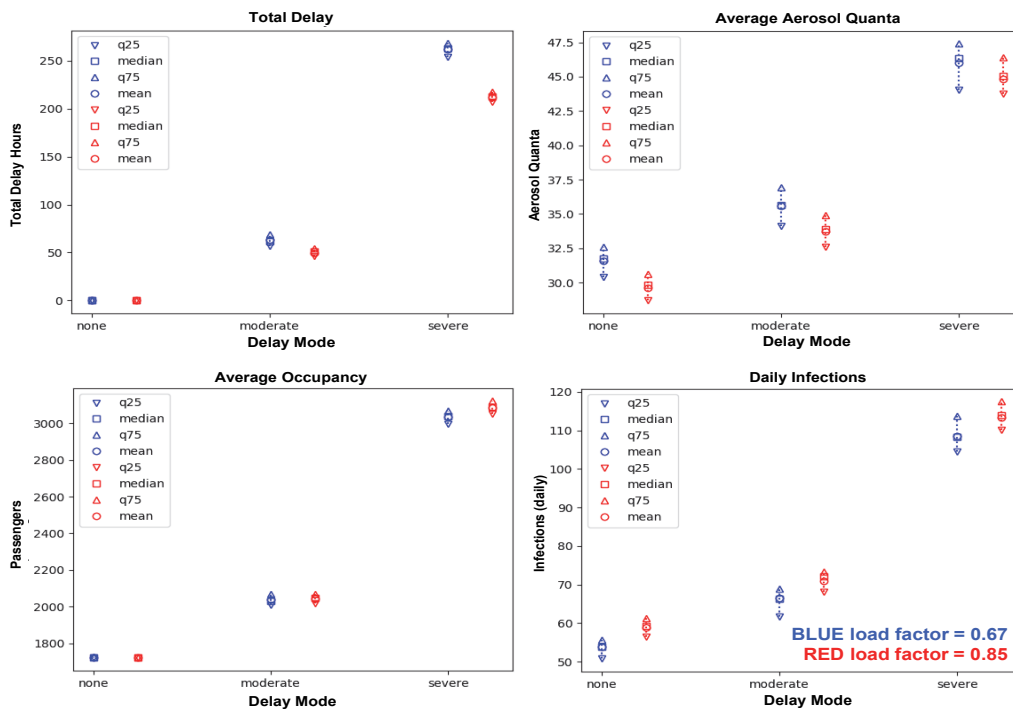 Total Delay
250
200
150
100
50
0
Total Delay Hours
q25
median
q75
mean
q25
median
q75
mean
none
moderate
severe
Delay Mode
Average Aerosol Quanta
47.5
45.0
42.5
40.0
37.5
35.0
32.5
30.0
Aerosol Quanta
q25
median
q75
mean
q25
median
q75
mean
none
moderate
severe
Delay Mode
Average Occupancy
3000
2800
2600
2400
2200
2000
1800
Passengers
q25
median
q75
mean
q25
median
q75
mean
none
moderate
severe
Delay Mode
Daily Infections
120
110
100
90
80
70
60
50
Infections (daily)
q25
median
q75
mean
q25
median
q75
mean
BLUE load factor = 0.67
RED load factor = 0.85
none
moderate
severe
Delay Mode